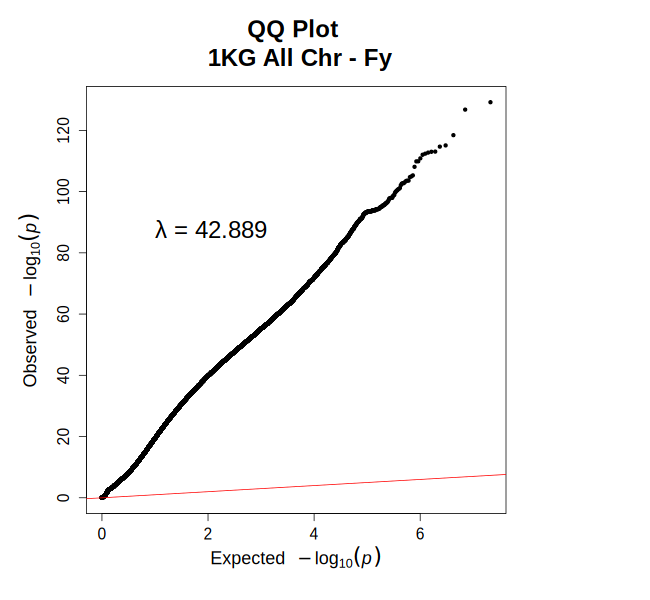 QQ Plot
1KG All Chr - Fy
λ = 42.889
Observed −log10(p)
120
100
80
60
40
20
0
0 2 4 6
Expected −log10(p)